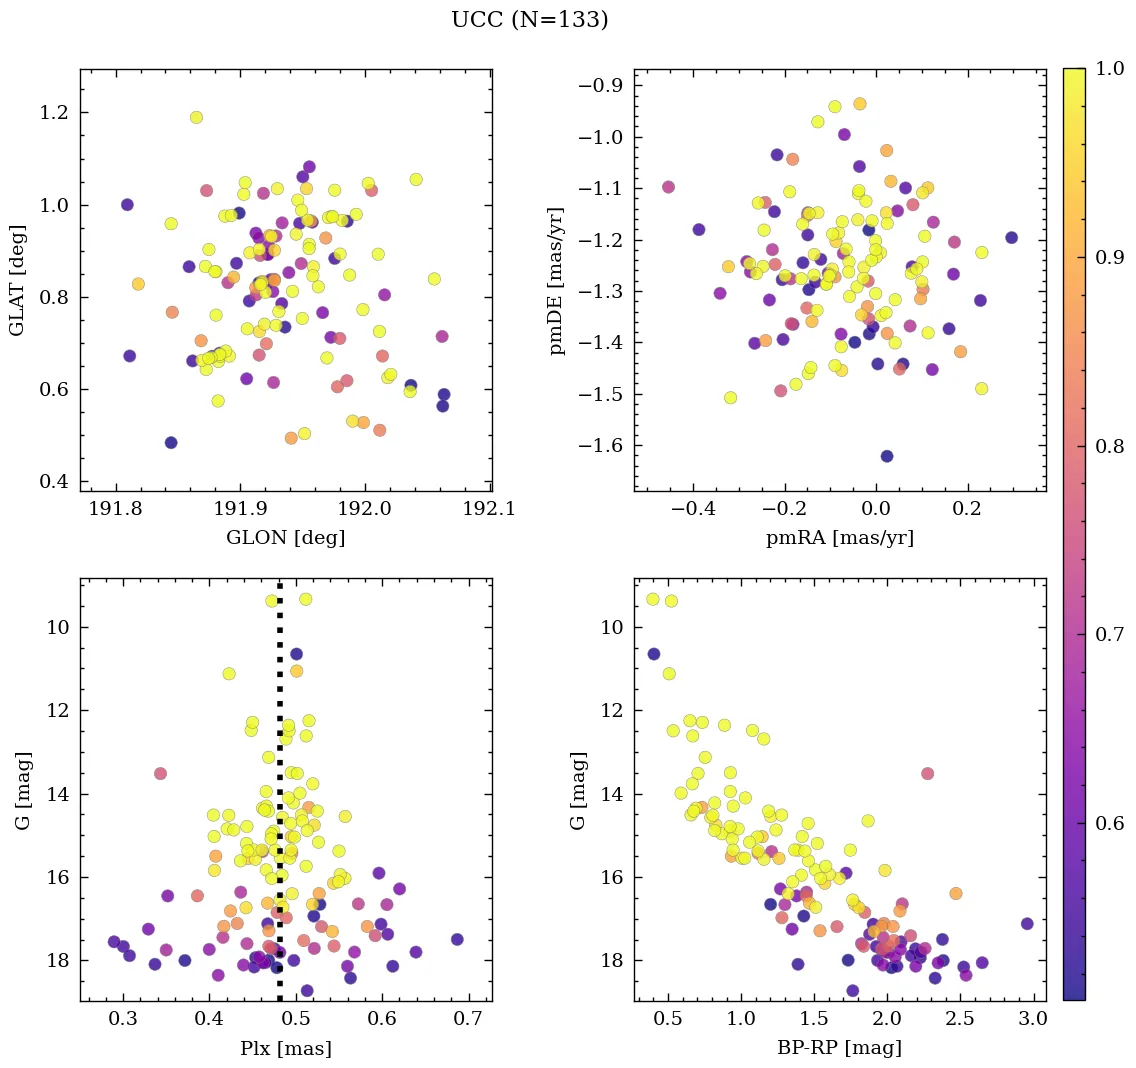 UCC (N=133)
1.2
1.0
0.8
0.6
0.4
GLAT [deg]
191.8 191.9 192.0 192.1
GLON [deg]
−0.9
−1.0
−1.1
−1.2
−1.3
−1.4
−1.5
−1.6
pmDE [mas/yr]
−0.4 −0.2 0.0 0.2
pmRA [mas/yr]
1.0
0.9
0.8
0.7
0.6
10
12
14
16
18
G [mag]
0.3 0.4 0.5 0.6 0.7
Plx [mas]
10
12
14
16
18
G [mag]
0.5 1.0 1.5 2.0 2.5 3.0
BP-RP [mag]